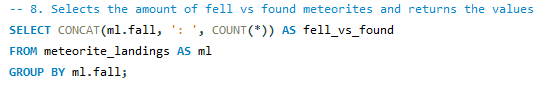 -- 8. Selects the amount of fell vs found meteorites and returns the values
SELECT CONCAT(ml.fall, ': ', COUNT(*)) AS fell_vs_found
FROM meteorite_landings AS ml
GROUP BY ml.fall;